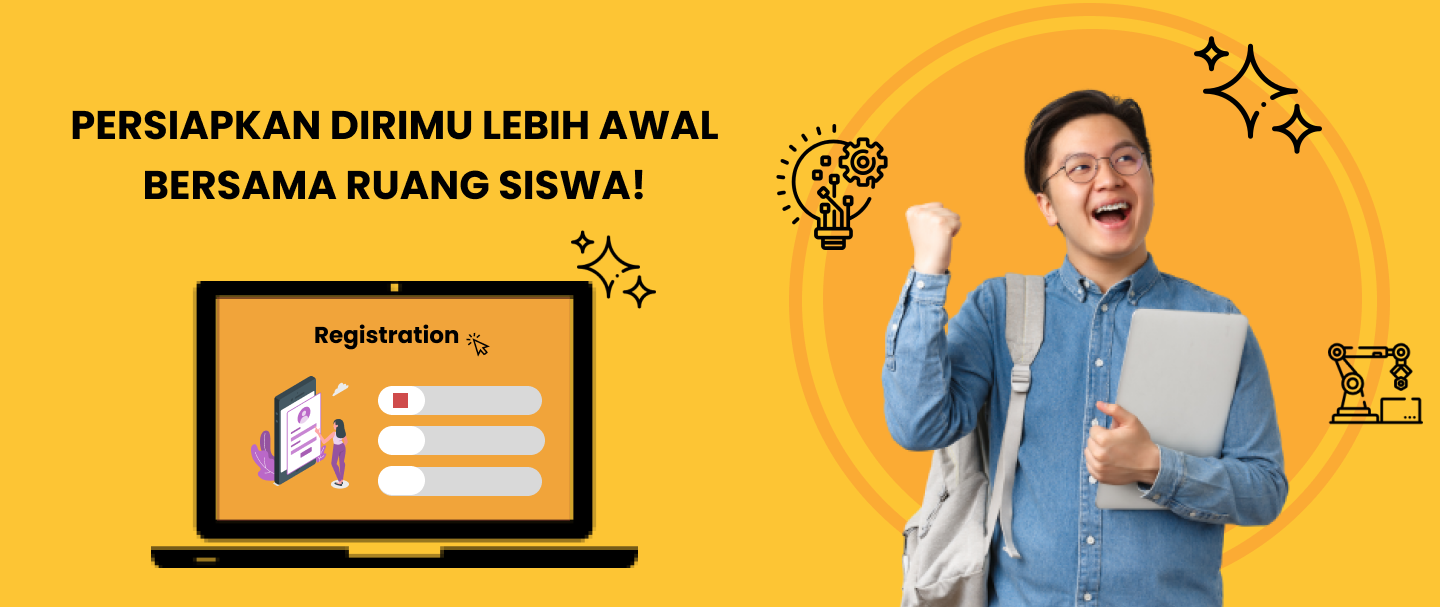 PERSIAPKAN DIRIMU LEBIH AWAL
BERSAMA RUANG SISWA!
Registration